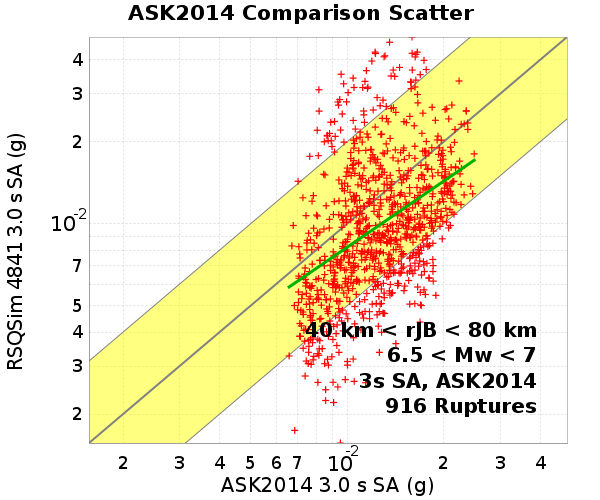 ASK2014 Comparison Scatter
RSQSim 4841 3.0 s SA (g)
4
3
2
10-2
7
5
4
3
2
40 km < rJB < 80 km
6.5 < Mw < 7
3s SA, ASK2014
916 Ruptures
2 3 4 5 6 7 10-2 2 3 4
ASK2014 3.0 s SA (g)